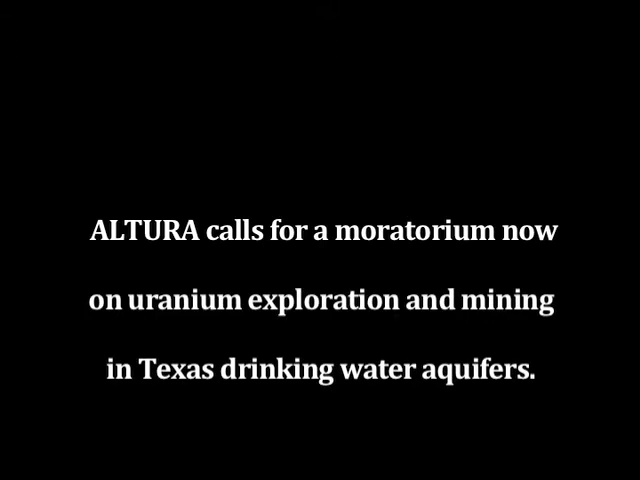 ALTURA calls for a moratorium now
on uranium exploration and mining
in Texas drinking water aquifers.